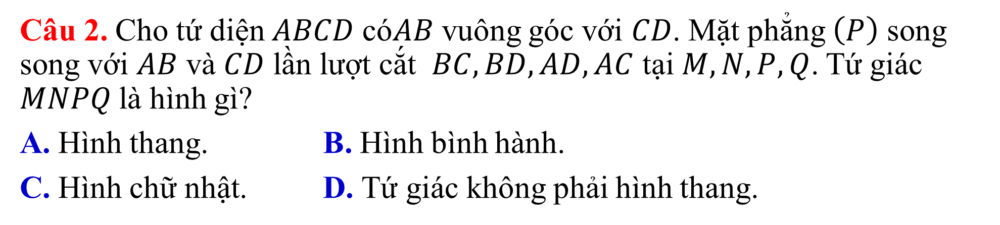 Câu 2. Cho tứ diện ABCD cóAB vuông góc với CD. Mặt phẳng (P) song
song với AB và CD lần lượt cắt BC, BD, AD, AC tại M, N, P, Q. Tứ giác
MNPQ là hình gì?
A. Hình thang. B. Hình bình hành.
C. Hình chữ nhật. D. Tứ giác không phải hình thang.